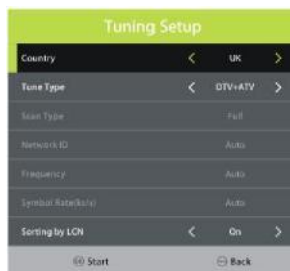 Tuning Setup
Country < UK >
Tune Type < DTV+ATV >
Scan Type Full
Network ID Auto
Frequency Auto
Symbol Rate(ks/s) Auto
Sorting by LCN < On >
Start Back